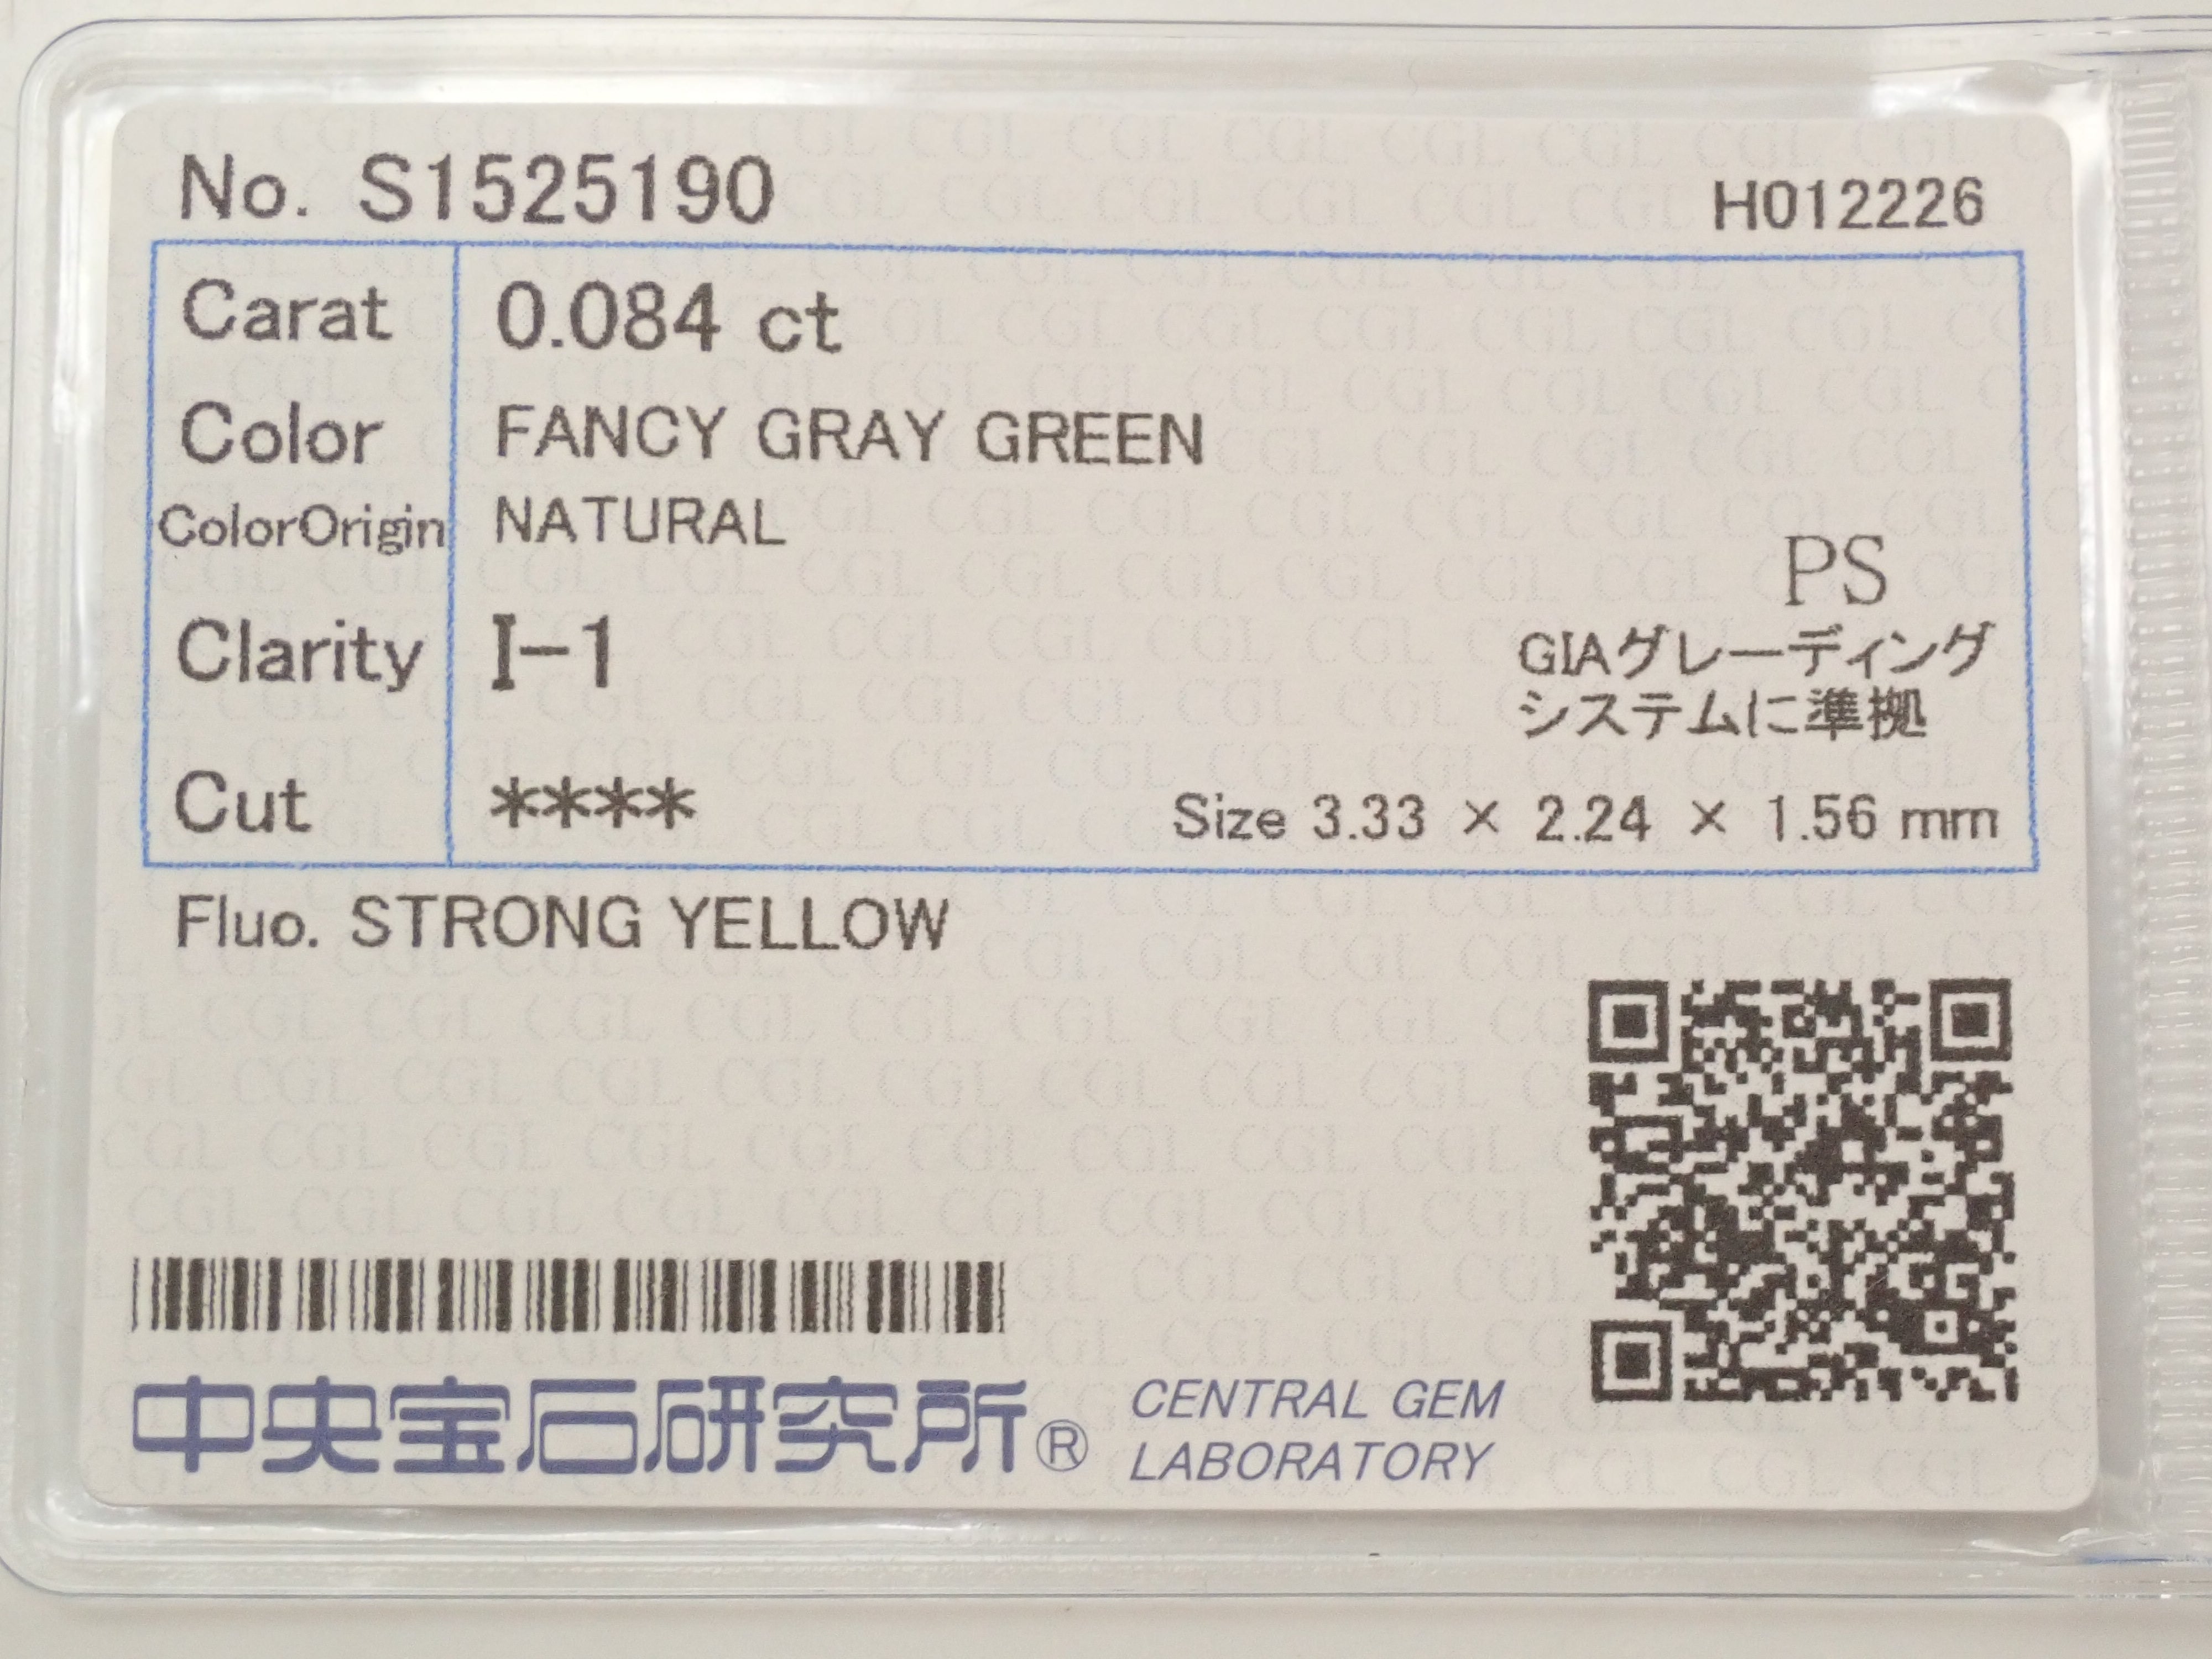 No. S1525190
H012226
Carat 0.084 ct
Color FANCY GRAY GREEN
ColorOrigin NATURAL
PS
Clarity I-1
GIAグレーディング
システムに準拠
Cut ****
Size 3.33 × 2.24 × 1.56 mm
Fluo. STRONG YELLOW
中央宝石研究所®
CENTRAL GEM
LABORATORY